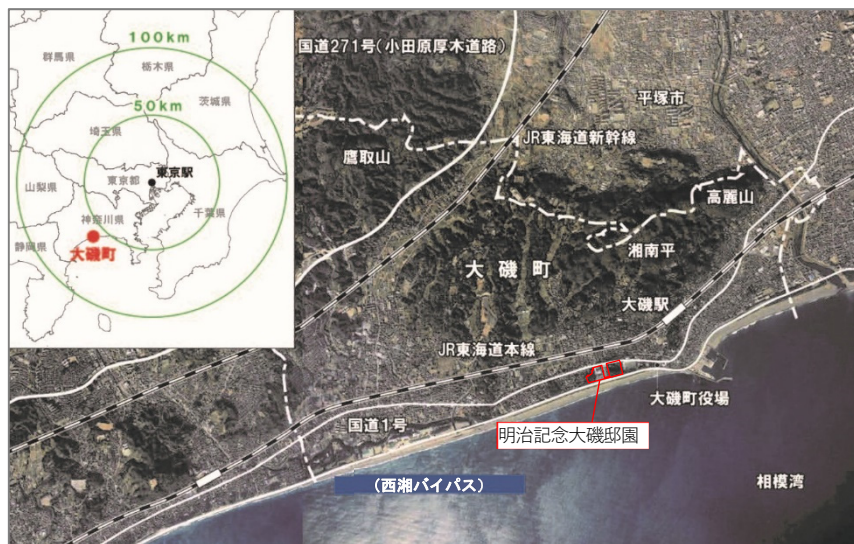 100km
群馬県
栃木県
50km
茨城県
埼玉県
東京駅
東京都
山梨県
神奈川県
千葉県
静岡県
大磯町
国道271号(小田原厚木道路)
平塚市
JR東海道新幹線
鷹取山
高麗山
湘南平
大磯町
大磯駅
JR東海道本線
大磯町役場
国道1号
明治記念大磯邸園
(西湘バイパス)
相模湾